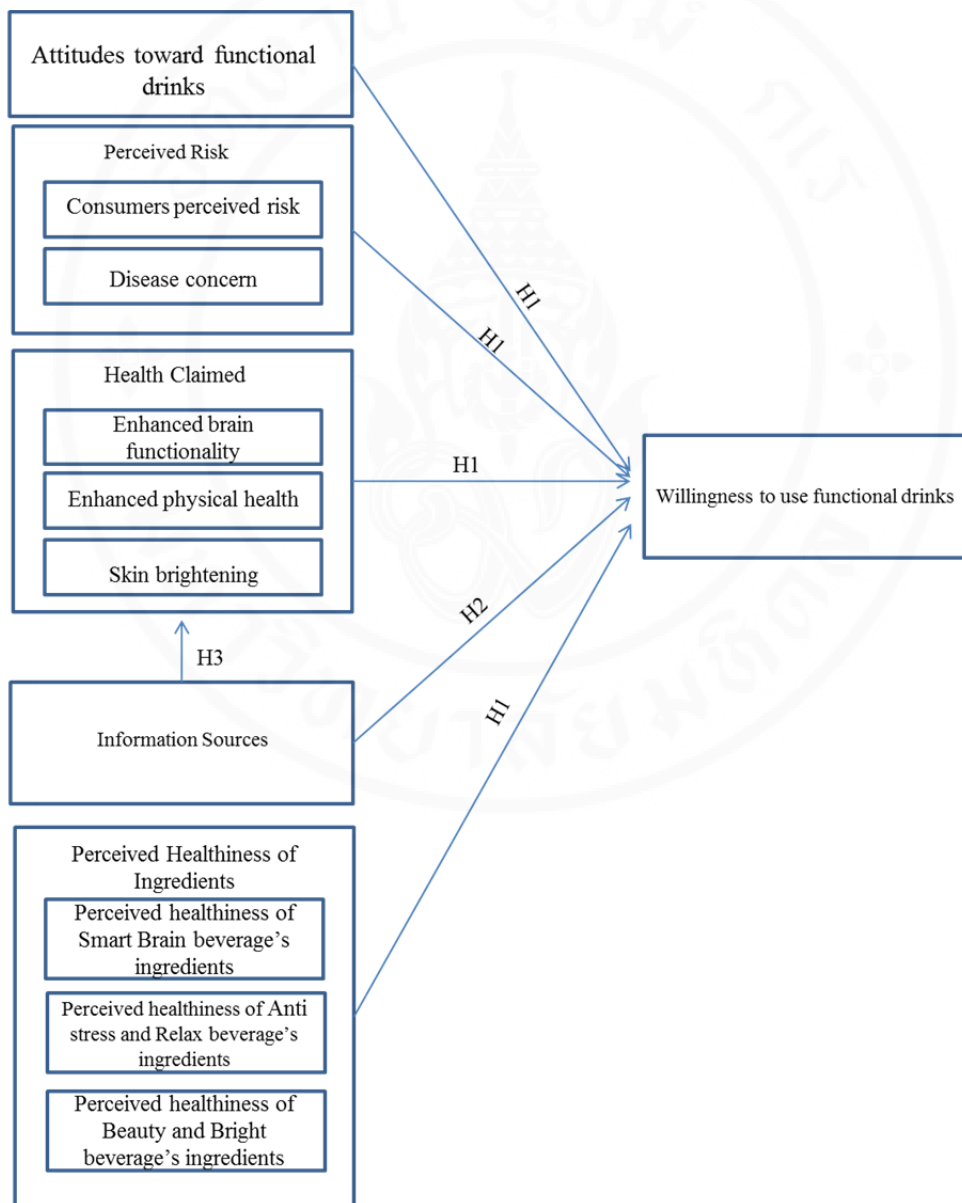 Attitudes toward functional
drinks
Perceived Risk
Consumers perceived risk
Disease concern
H1
H1
Health Claimed
Enhanced brain
functionality
Enhanced physical health
Skin brightening
H1
Willingness to use functional drinks
H3
H2
Information Sources
H1
Perceived Healthiness of
Ingredients
Perceived healthiness of
Smart Brain beverage’s
ingredients
Perceived healthiness of Anti
stress and Relax beverage’s
ingredients
Perceived healthiness of
Beauty and Bright
beverage’s ingredients